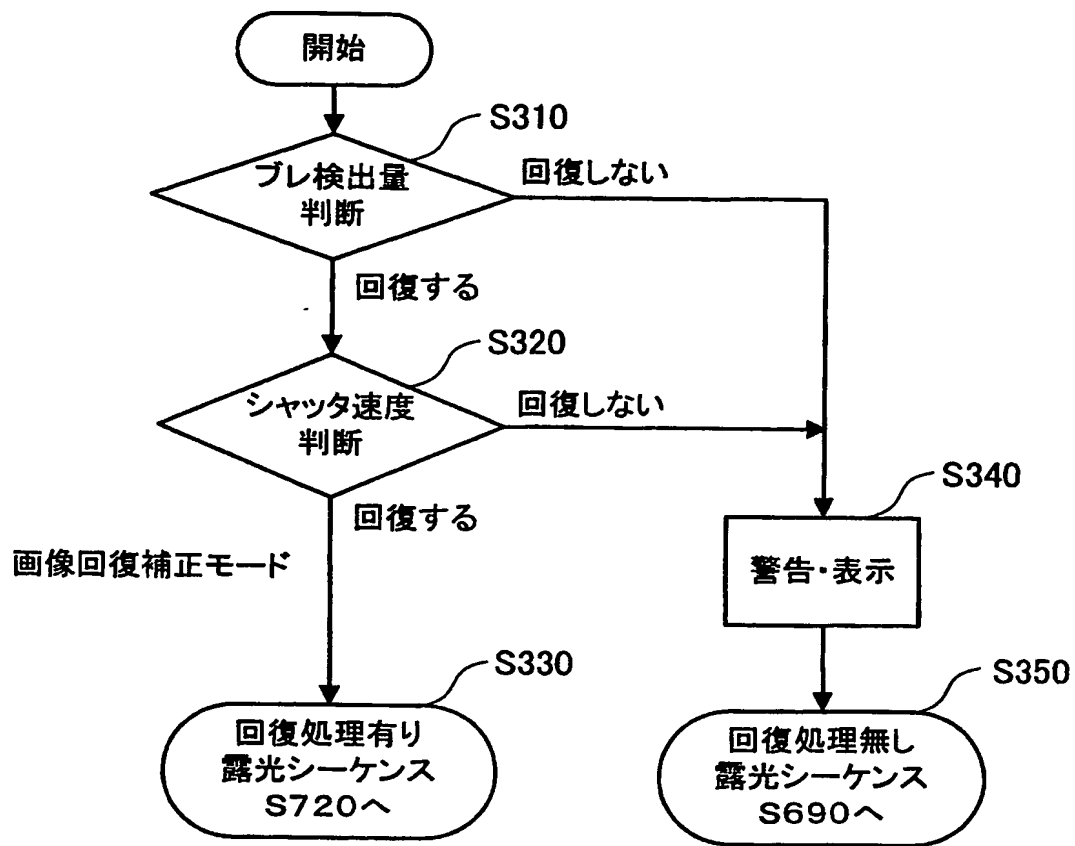 開始
S310
ブレ検出量
判断
回復しない
回復する
S320
シャッタ速度
判断
回復しない
回復する
画像回復補正モード
S340
警告・表示
S330
回復処理有り
露光シーケンス
S720へ
S350
回復処理無し
露光シーケンス
S690へ